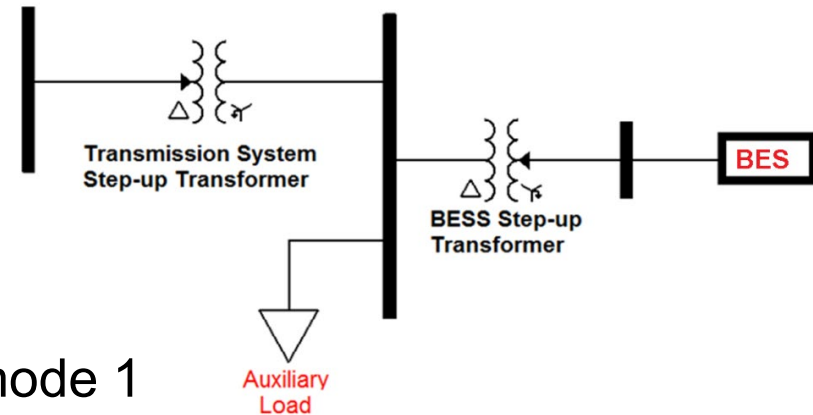 Transmission System
Step-up Transformer
BES
BESS Step-up
Transformer
Auxiliary
Load
node 1